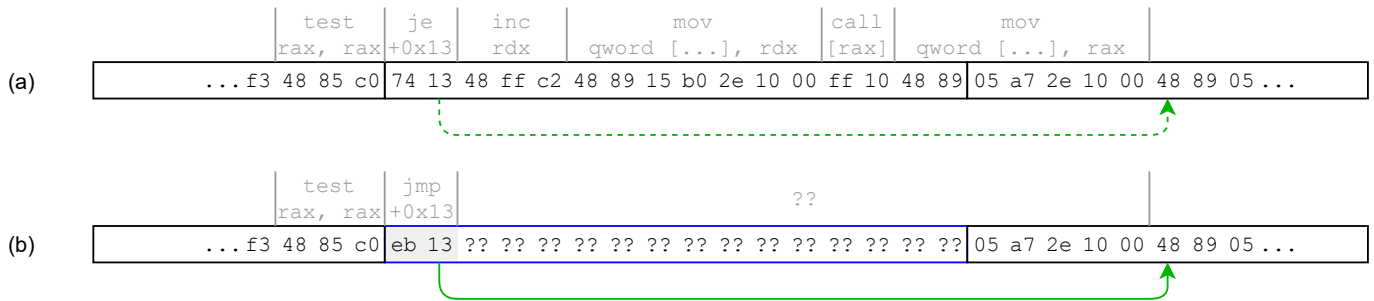 test je inc mov call mov
rax, rax +0x13 rdx qword [...], rdx [rax] qword [...], rax
(a) ...f3 48 85 c0 74 13 48 ff c2 48 89 15 b0 2e 10 00 ff 10 48 89 05 a7 2e 10 00 48 89 05...
test jmp ??
rax, rax +0x13
(b) ...f3 48 85 c0 eb 13 ?? ?? ?? ?? ?? ?? ?? ?? ?? ?? ?? ?? ?? ?? 05 a7 2e 10 00 48 89 05...